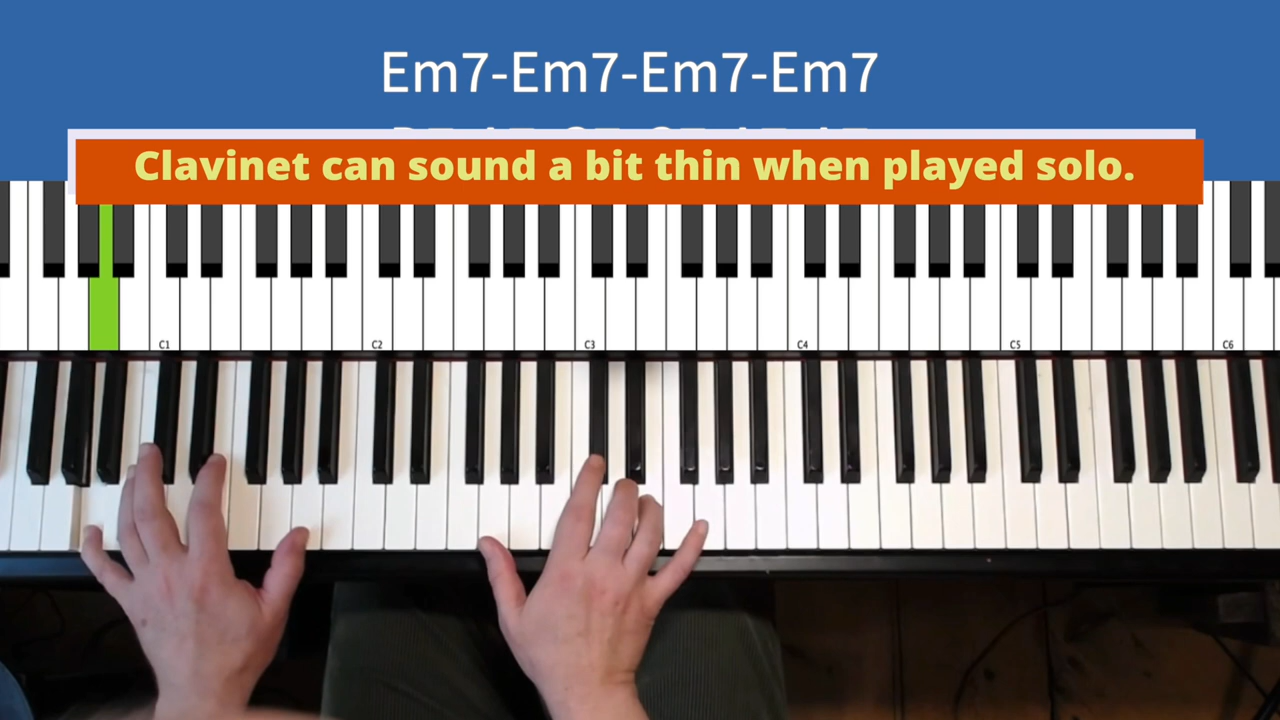 Em7-Em7-Em7-Em7
Clavinet can sound a bit thin when played solo.
C1 C2 C3 C4 C5 C6